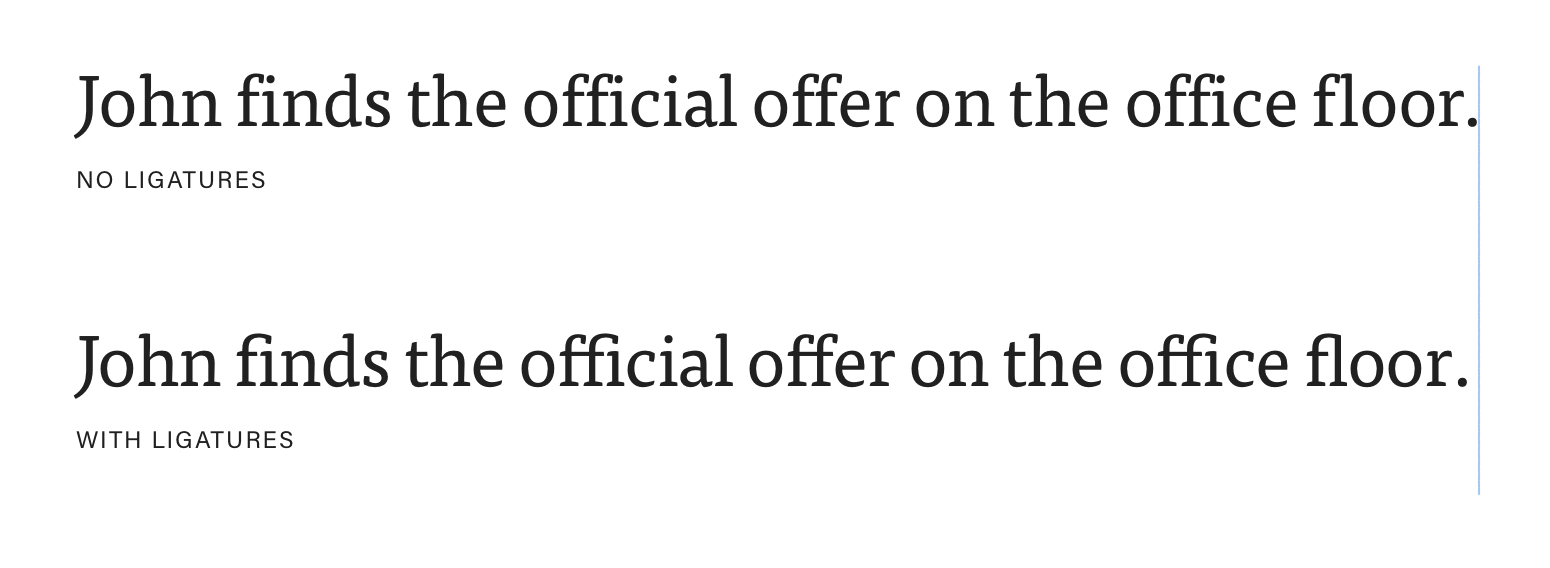 John finds the official offer on the office floor.
NO LIGATURES
John finds the official offer on the office floor.
WITH LIGATURES